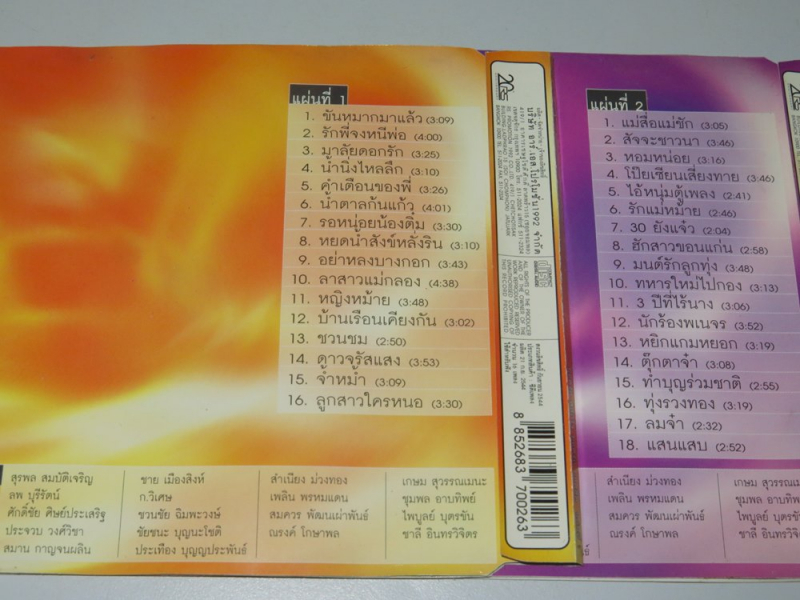 แผ่นที่ 1
1. ขันหมากมาแล้ว (3:09)
2. รักพี่จงหนีพ่อ (4:00)
3. มาลัยดอกรัก (3:25)
4. น้ำนิ่งไหลลึก (3:10)
5. ค่ำเตือนของพี่ (3:26)
6. น้ำตาลก้นแก้ว (4:01)
7. รอหน่อยน้องติ๋ม (3:30)
8. หยดน้ำสังข์หลั่งริน (3:10)
9. อย่าหลงบางกอก (3:43)
10. ลาสาวแม่กลอง (4:38)
11. หญิงหม้าย (3:48)
12. บ้านเรือนเคียงกัน (3:02)
13. ชวนชม (2:50)
14. ดาวจรัสแสง (3:53)
15. จ้ำหม้ำ (3:09)
16. ลูกสาวใครหนอ (3:30)
สุรพล สมบัติเจริญ
ลพ บุรีรัตน์
ศักดิ์ชัย ศิษย์ประเสริฐ
ประจวบ วงศ์วิชา
สมาน กาญจนผลิน
ชาย เมืองสิงห์
ก.วิเศษ
ชวนชัย ฉิมพะวงษ์
ชัยชนะ บุญนะโชติ
ประเทือง บุญญประพันธ์
สำเนียง ม่วงทอง
เพลิน พรหมแดน
สมควร พัฒนเผ่าพันธ์
ณรงค์ โกษาพล
เกษม สุวรรณเมนะ
ชุมพล อาบทิพย์
ไพบูลย์ บุตรขัน
ชาลี อินทรวิจิตร
บริษัท อาร์.เอส.โปรโมชั่น1992 จำกัด
8 852683 700263
แผ่นที่ 2
1. แม่สื่อแม่ชัก (3:05)
2. สัจจะชาวนา (3:46)
3. หอมหน่อย (3:16)
4. โป๊ยเซียนเสี่ยงทาย (3:46)
5. ไอ้หนุ่มตู้เพลง (2:41)
6. รักแม่หม้าย (2:46)
7. 30 ยังแจ๋ว (2:04)
8. ฮักสาวขอนแก่น (2:58)
9. มนต์รักลูกทุ่ง (3:48)
10. ทหารใหม่ไปกอง (3:13)
11. 3 ปีที่ไร้นาง (3:06)
12. นักร้องพเนจร (3:52)
13. หยิกแกมหยอก (3:19)
14. ตุ๊กตาจ๋า (3:08)
15. ทำบุญร่วมชาติ (2:55)
16. ทุ่งรวงทอง (3:19)
17. ลมจ๋า (2:32)
18. แสนแสบ (2:52)
สำเนียง ม่วงทอง
เพลิน พรหมแดน
สมควร พัฒนเผ่าพันธ์
ณรงค์ โกษาพล
เกษม สุวรรณเม
ชุมพล อาบทิพย์
ไพบูลย์ บุตรขัน
ชาลี อินทรวิจิต